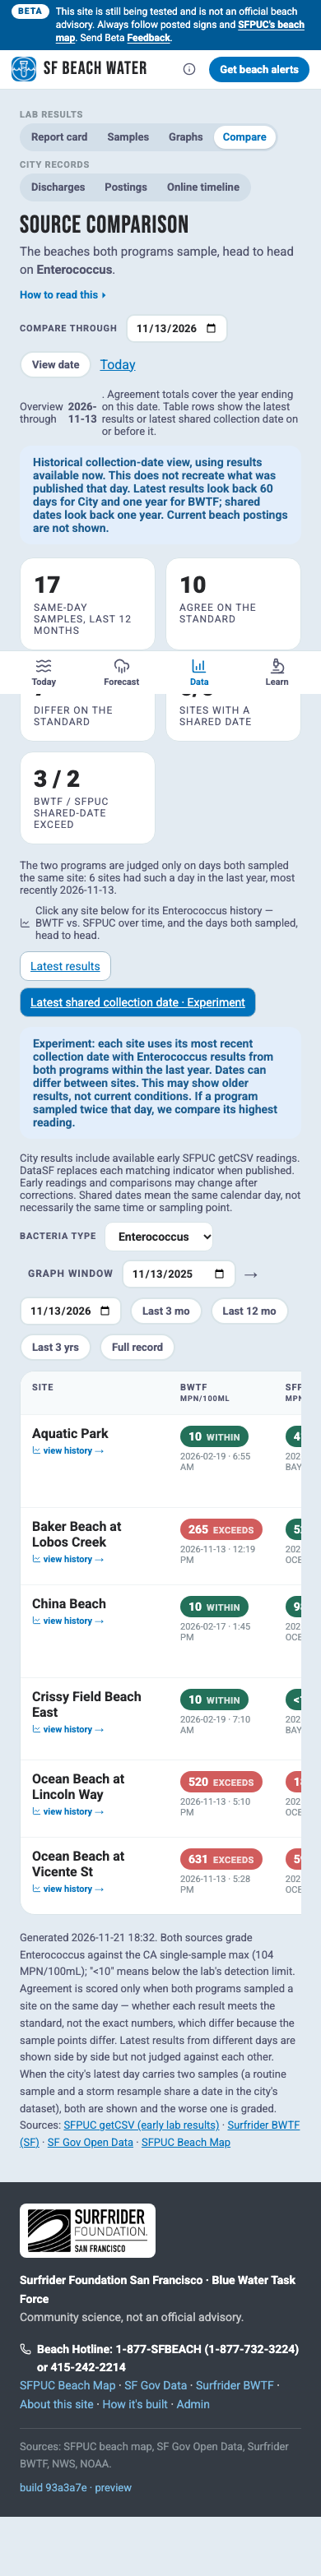 BETA
This site is still being tested and is not an official beach
advisory. Always follow posted signs and SFPUC's beach
map. Send Beta Feedback.
SF BEACH WATER
Get beach alerts
LAB RESULTS
Report card Samples Graphs Compare
CITY RECORDS
Discharges Postings Online timeline
SOURCE COMPARISON
The beaches both programs sample, head to head
on Enterococcus.
How to read this
COMPARE THROUGH 11/13/2026
View date Today
Overview through 2026-11-13. Agreement totals cover the year ending
on this date. Table rows show the latest
results or latest shared collection date on
or before it.
Historical collection-date view, using results
available now. This does not recreate what was
published that day. Latest results look back 60
days for City and one year for BWTF; shared
dates look back one year. Current beach postings
are not shown.
17
SAME-DAY
SAMPLES, LAST 12
MONTHS
10
AGREE ON THE
STANDARD
Today Forecast Data Learn
DIFFER ON THE
STANDARD
SITES WITH A
SHARED DATE
3 / 2
BWTF / SFPUC
SHARED-DATE
EXCEED
The two programs are judged only on days both sampled
the same site: 6 sites had such a day in the last year, most
recently 2026-11-13.
Click any site below for its Enterococcus history —
BWTF vs. SFPUC over time, and the days both sampled,
head to head.
Latest results
Latest shared collection date · Experiment
Experiment: each site uses its most recent
collection date with Enterococcus results from
both programs within the last year. Dates can
differ between sites. This may show older
results, not current conditions. If a program
sampled twice that day, we compare its highest
reading.
City results include available early SFPUC getCSV readings.
DataSF replaces each matching indicator when published.
Early readings and comparisons may change after
corrections. Shared dates mean the same calendar day, not
necessarily the same time or sampling point.
BACTERIA TYPE Enterococcus
GRAPH WINDOW 11/13/2025 →
11/13/2026 Last 3 mo Last 12 mo
Last 3 yrs Full record
SITE BWTF
MPN/100ML
Aquatic Park
view history →
10 WITHIN
2026-02-19 · 6:55
AM
Baker Beach at
Lobos Creek
view history →
265 EXCEEDS
2026-11-13 · 12:19
PM
China Beach
view history →
10 WITHIN
2026-02-17 · 1:45
PM
Crissy Field Beach
East
view history →
10 WITHIN
2026-02-19 · 7:10
AM
Ocean Beach at
Lincoln Way
view history →
520 EXCEEDS
2026-11-13 · 5:10
PM
Ocean Beach at
Vicente St
view history →
631 EXCEEDS
2026-11-13 · 5:28
PM
Generated 2026-11-21 18:32. Both sources grade
Enterococcus against the CA single-sample max (104
MPN/100mL); "<10" means below the lab's detection limit.
Agreement is scored only when both programs sampled a
site on the same day — whether each result meets the
standard, not the exact numbers, which differ because the
sample points differ. Latest results from different days are
shown side by side but not judged against each other.
When the city's latest day carries two samples (a routine
sample and a storm resample share a date in the city's
dataset), both are shown and the worse one is graded.
Sources: SFPUC getCSV (early lab results) · Surfrider BWTF
(SF) · SF Gov Open Data · SFPUC Beach Map
SURFRIDER
FOUNDATION
SAN FRANCISCO
Surfrider Foundation San Francisco · Blue Water Task
Force
Community science, not an official advisory.
Beach Hotline: 1-877-SFBEACH (1-877-732-3224)
or 415-242-2214
SFPUC Beach Map · SF Gov Data · Surfrider BWTF ·
About this site · How it's built · Admin
Sources: SFPUC beach map, SF Gov Open Data, Surfrider
BWTF, NWS, NOAA.
build 93a3a7e · preview